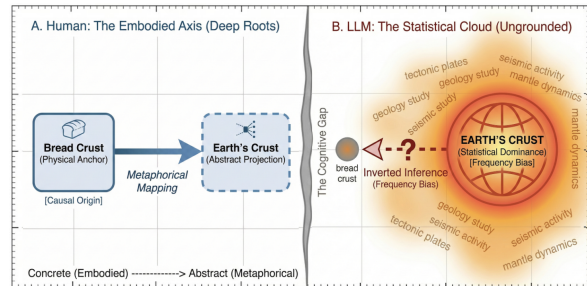 A. Human: The Embodied Axis (Deep Roots)
Bread Crust
(Physical Anchor)
[Causal Origin]
Metaphorical
Mapping
Earth's Crust
(Abstract Projection)
Concrete (Embodied) ------------> Abstract (Metaphorical)
The Cognitive Gap
B. LLM: The Statistical Cloud (Ungrounded)
tectonic plates
seismic activity
geology study
mantle dynamics
geology study
seismic study
bread
crust
?
Inverted Inference
(Frequency Bias)
EARTH'S CRUST
(Statistical Dominance)
[Frequency Bias]
mantle dynamics
geology study
seismic activity
tectonic plates
seismic activity
mantle dynamics